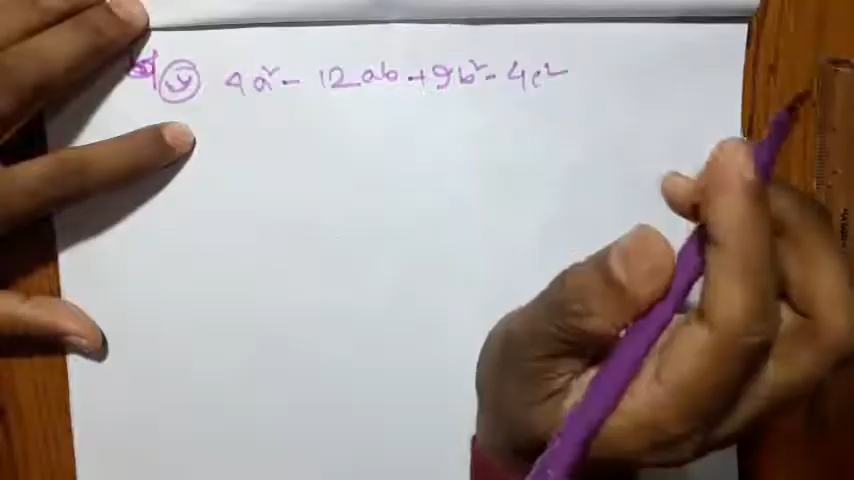 (v) 4a² - 12ab + 9b² - 4c²